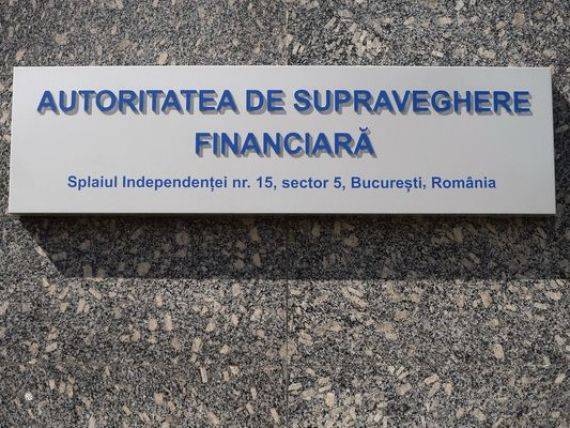 AUTORITATEA DE SUPRAVEGHERE
FINANCIARĂ
Splaiul Independenței nr. 15, sector 5, București, România